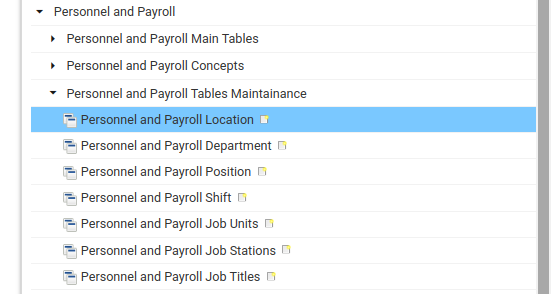 Personnel and Payroll
Personnel and Payroll Main Tables
Personnel and Payroll Concepts
Personnel and Payroll Tables Maintainance
Personnel and Payroll Location
Personnel and Payroll Department
Personnel and Payroll Position
Personnel and Payroll Shift
Personnel and Payroll Job Units
Personnel and Payroll Job Stations
Personnel and Payroll Job Titles